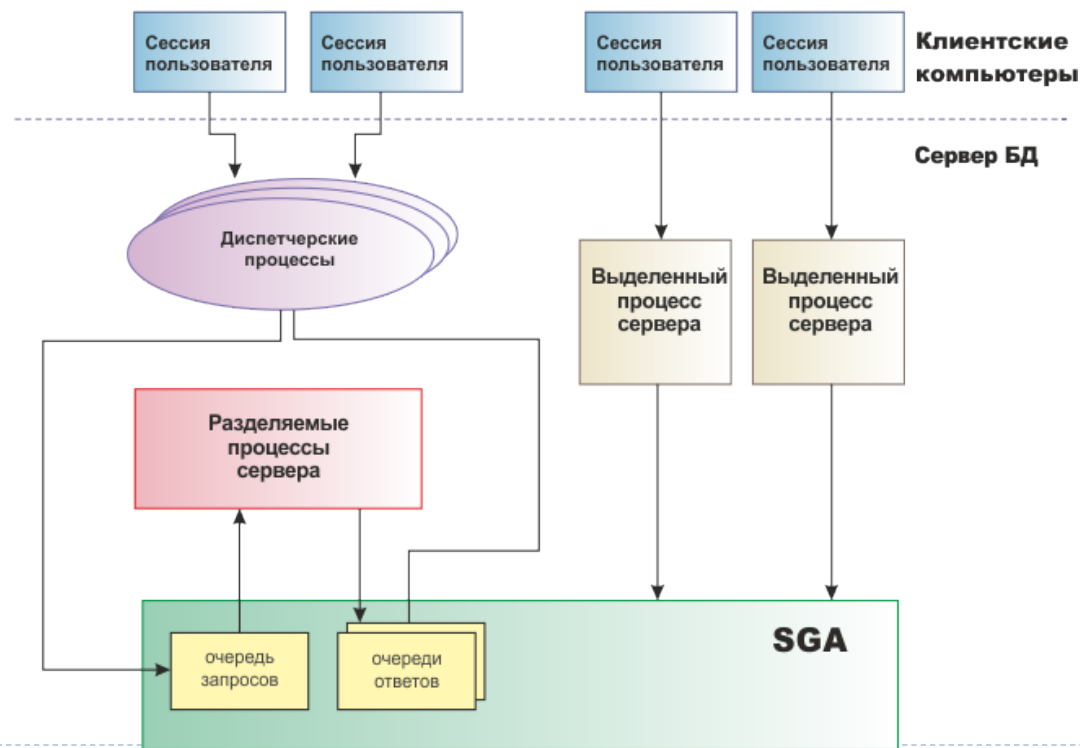 Сессия
пользователя
Сессия
пользователя
Сессия
пользователя
Сессия
пользователя
Клиентские
компьютеры
Сервер БД
Диспетчерские
процессы
Выделенный
процесс
сервера
Выделенный
процесс
сервера
Разделяемые
процессы
сервера
SGA
очередь
запросов
очереди
ответов